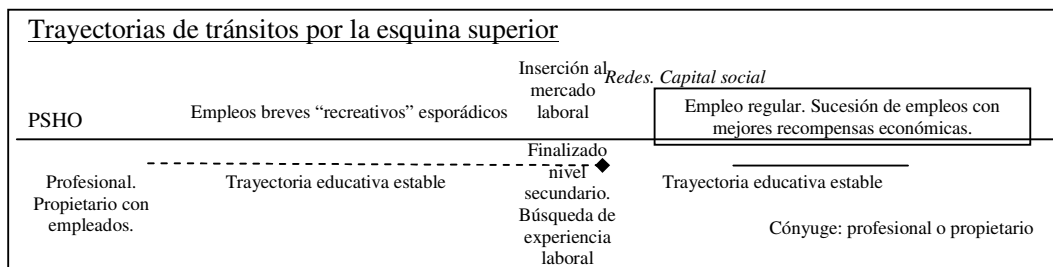 Trayectorias de tránsitos por la esquina superior
Inserción al
mercado
laboral
Redes. Capital social
PSHO
Empleos breves “recreativos” esporádicos
Empleo regular. Sucesión de empleos con
mejores recompensas económicas.
Profesional.
Propietario con
empleados.
Trayectoria educativa estable
Finalizado
nivel
secundario.
Búsqueda de
experiencia
laboral
Trayectoria educativa estable
Cónyuge: profesional o propietario